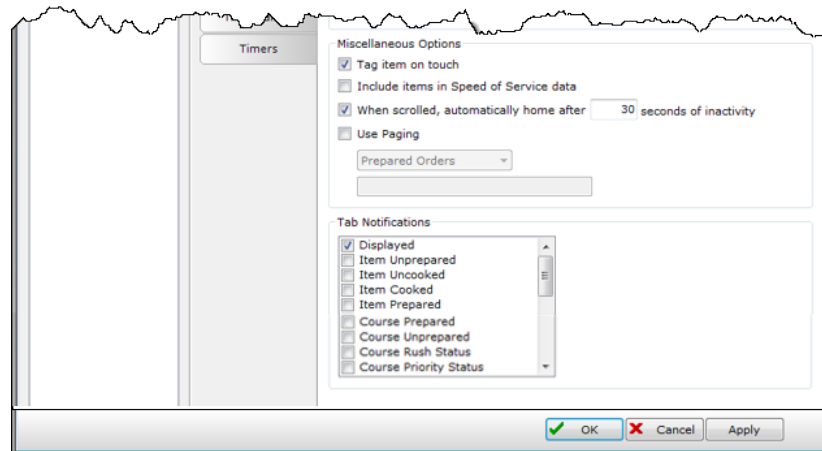 Timers
Miscellaneous Options
Tag item on touch
Include items in Speed of Service data
When scrolled, automatically home after 30 seconds of inactivity
Use Paging
Prepared Orders
Tab Notifications
Displayed
Item Unprepared
Item Uncooked
Item Cooked
Item Prepared
Course Prepared
Course Unprepared
Course Rush Status
Course Priority Status
OK Cancel Apply